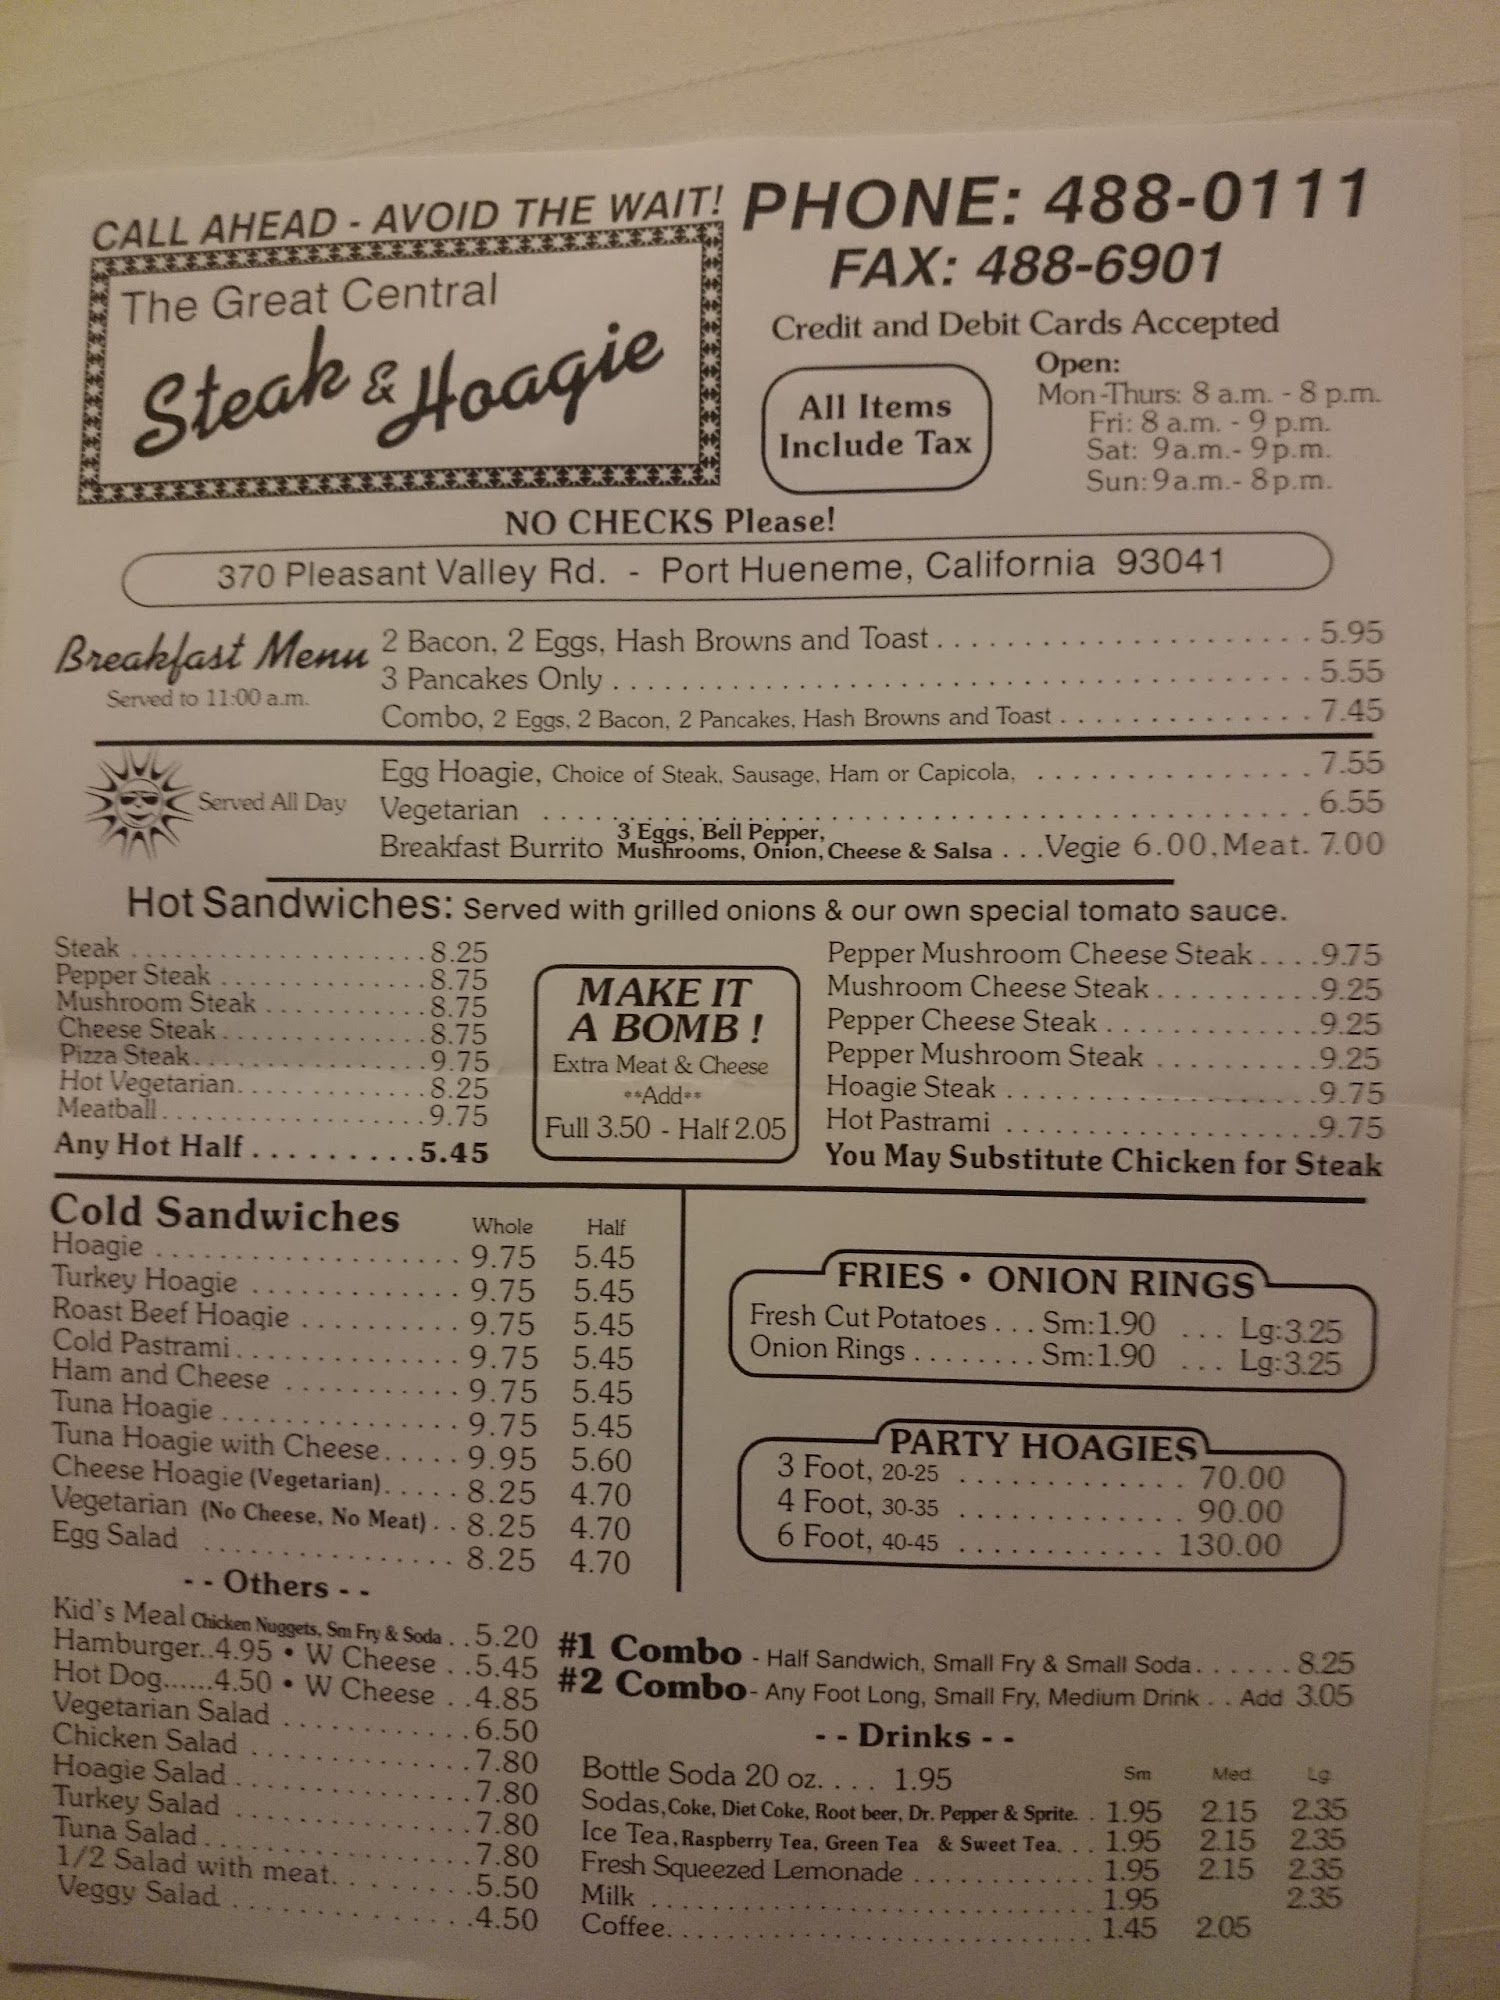 CALL AHEAD - AVOID THE WAIT! PHONE: 488-0111
FAX: 488-6901
The Great Central
Steak & Hoagie
Credit and Debit Cards Accepted
All Items
Include Tax
Open:
Mon-Thurs: 8 a.m. - 8 p.m.
Fri: 8 a.m. - 9 p.m.
Sat: 9a.m.- 9p.m.
Sun: 9a.m.- 8p.m.
NO CHECKS Please!
370 Pleasant Valley Rd. - Port Hueneme, California 93041
Breakfast Menu
Served to 11:00 a.m.
2 Bacon, 2 Eggs, Hash Browns and Toast 5.95
3 Pancakes Only 5.55
Combo, 2 Eggs, 2 Bacon, 2 Pancakes, Hash Browns and Toast 7.45
Served All Day
Egg Hoagie, Choice of Steak, Sausage, Ham or Capicola, 7.55
Vegetarian 6.55
Breakfast Burrito 3 Eggs, Bell Pepper,
Mushrooms, Onion, Cheese & Salsa . . .Vegie 6.00, Meat. 7.00
Hot Sandwiches: Served with grilled onions & our own special tomato sauce.
Steak 8.25
Pepper Steak 8.75
Mushroom Steak 8.75
Cheese Steak 8.75
Pizza Steak 9.75
Hot Vegetarian 8.25
Meatball 9.75
Any Hot Half 5.45
MAKE IT
A BOMB !
Extra Meat & Cheese
**Add**
Full 3.50 - Half 2.05
Pepper Mushroom Cheese Steak 9.75
Mushroom Cheese Steak 9.25
Pepper Cheese Steak 9.25
Pepper Mushroom Steak 9.25
Hoagie Steak 9.75
Hot Pastrami 9.75
You May Substitute Chicken for Steak
Cold Sandwiches Whole Half
Hoagie 9.75 5.45
Turkey Hoagie 9.75 5.45
Roast Beef Hoagie 9.75 5.45
Cold Pastrami 9.75 5.45
Ham and Cheese 9.75 5.45
Tuna Hoagie 9.75 5.45
Tuna Hoagie with Cheese 9.95 5.60
Cheese Hoagie (Vegetarian) 8.25 4.70
Vegetarian (No Cheese, No Meat) 8.25 4.70
Egg Salad 8.25 4.70
FRIES • ONION RINGS
Fresh Cut Potatoes . . . Sm:1.90 . . . Lg:3.25
Onion Rings . . . Sm:1.90 . . . Lg:3.25
PARTY HOAGIES
3 Foot, 20-25 70.00
4 Foot, 30-35 90.00
6 Foot, 40-45 130.00
- - Others - -
Kid's Meal Chicken Nuggets, Sm Fry & Soda . . 5.20
Hamburger..4.95 • W Cheese . . 5.45
Hot Dog......4.50 • W Cheese . . 4.85
Vegetarian Salad 6.50
Chicken Salad 7.80
Hoagie Salad 7.80
Turkey Salad 7.80
Tuna Salad 7.80
1/2 Salad with meat 5.50
Veggy Salad 4.50
#1 Combo - Half Sandwich, Small Fry & Small Soda 8.25
#2 Combo - Any Foot Long, Small Fry, Medium Drink . . Add 3.05
- - Drinks - -
Bottle Soda 20 oz. . . . 1.95 Sm Med. Lg.
Sodas, Coke, Diet Coke, Root beer, Dr. Pepper & Sprite. . 1.95 2.15 2.35
Ice Tea, Raspberry Tea, Green Tea & Sweet Tea. . . 1.95 2.15 2.35
Fresh Squeezed Lemonade 1.95 2.15 2.35
Milk 1.95 2.35
Coffee 1.45 2.05